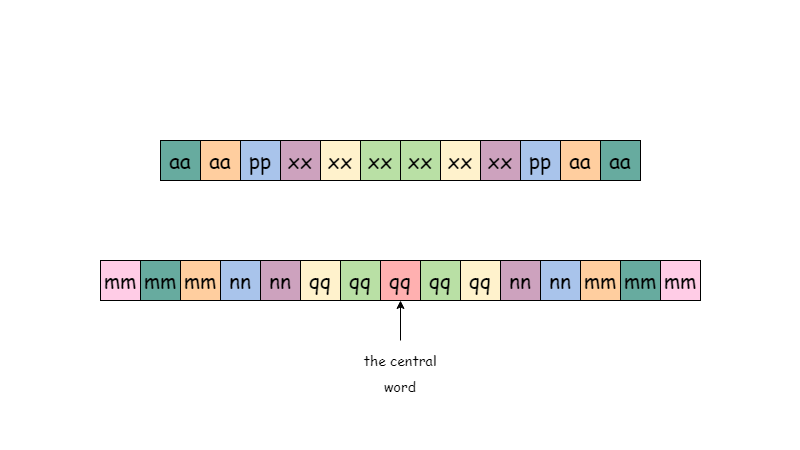 aa aa pp xx xx xx xx xx xx pp aa aa
mm mm mm nn nn qq qq qq qq qq nn nn mm mm mm
the central
word